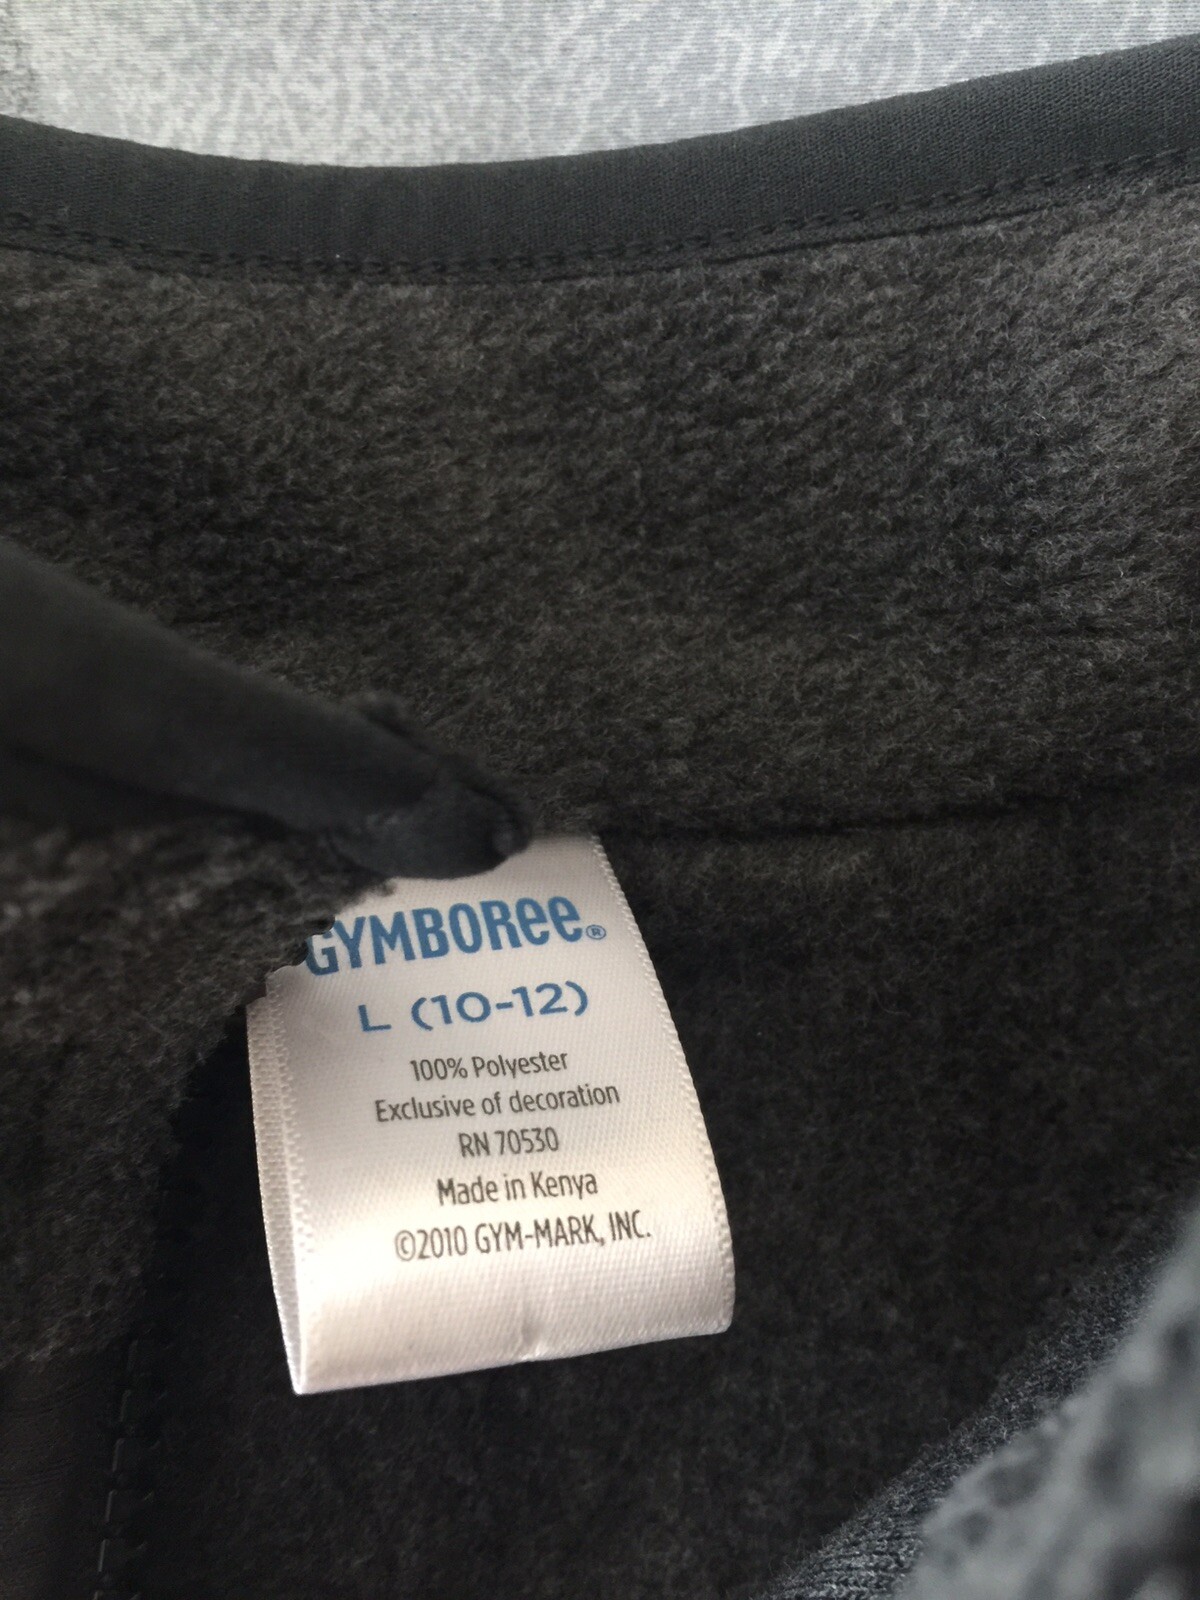 GYMBOREE®
L (10-12)
100% Polyester
Exclusive of decoration
RN 70530
Made in Kenya
©2010 GYM-MARK, INC.